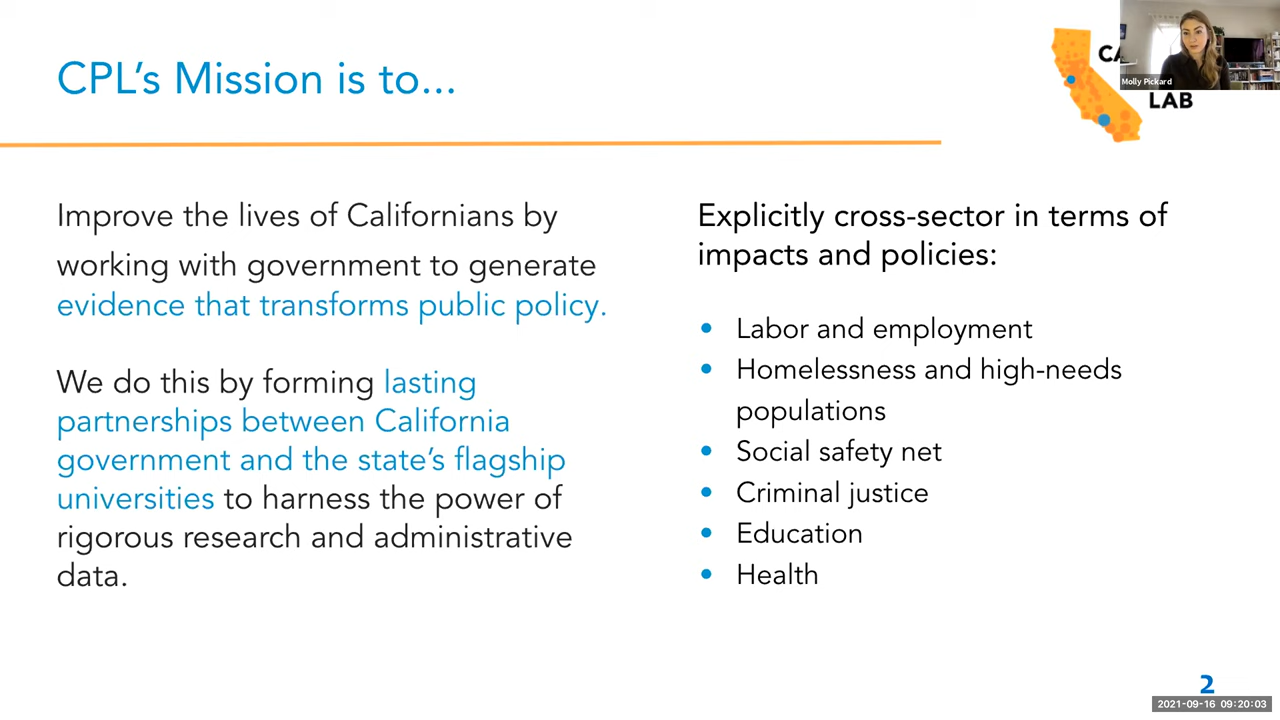 CPL’s Mission is to...
LAB
Molly Pickard
Improve the lives of Californians by
working with government to generate
evidence that transforms public policy.
We do this by forming lasting
partnerships between California
government and the state’s flagship
universities to harness the power of
rigorous research and administrative
data.
Explicitly cross-sector in terms of
impacts and policies:
• Labor and employment
• Homelessness and high-needs
populations
• Social safety net
• Criminal justice
• Education
• Health
2
2021-09-16 09:20:03